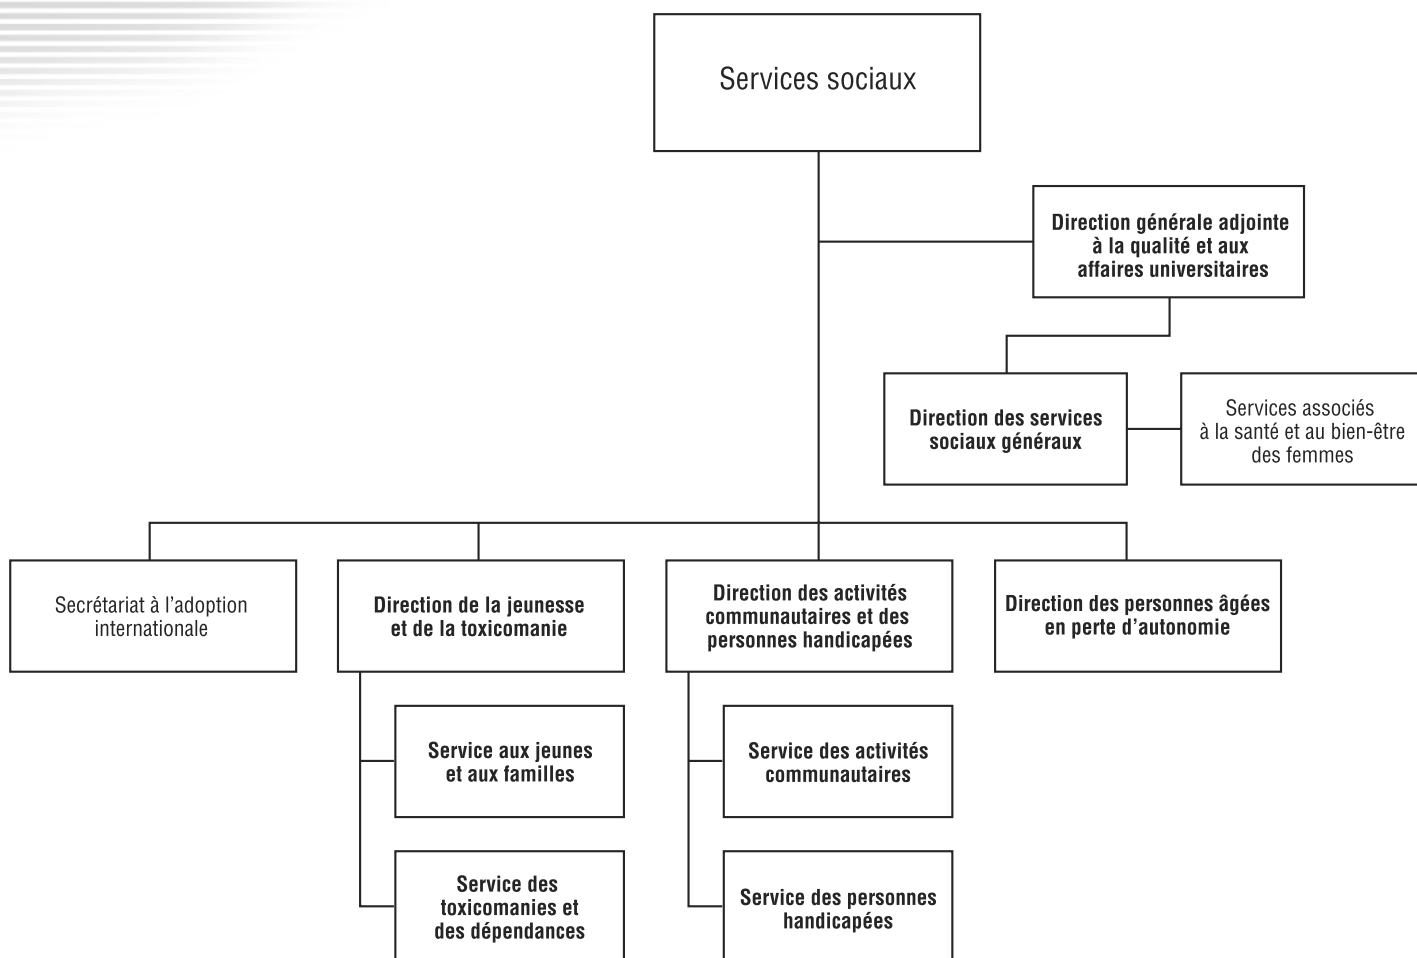 Services sociaux
Direction générale adjointe
à la qualité et aux
affaires universitaires
Direction des services
sociaux généraux
Services associés
à la santé et au bien-être
des femmes
Secrétariat à l’adoption
internationale
Direction de la jeunesse
et de la toxicomanie
Direction des activités
communautaires et des
personnes handicapées
Direction des personnes âgées
en perte d’autonomie
Service aux jeunes
et aux familles
Service des activités
communautaires
Service des
toxicomanies et
des dépendances
Service des personnes
handicapées